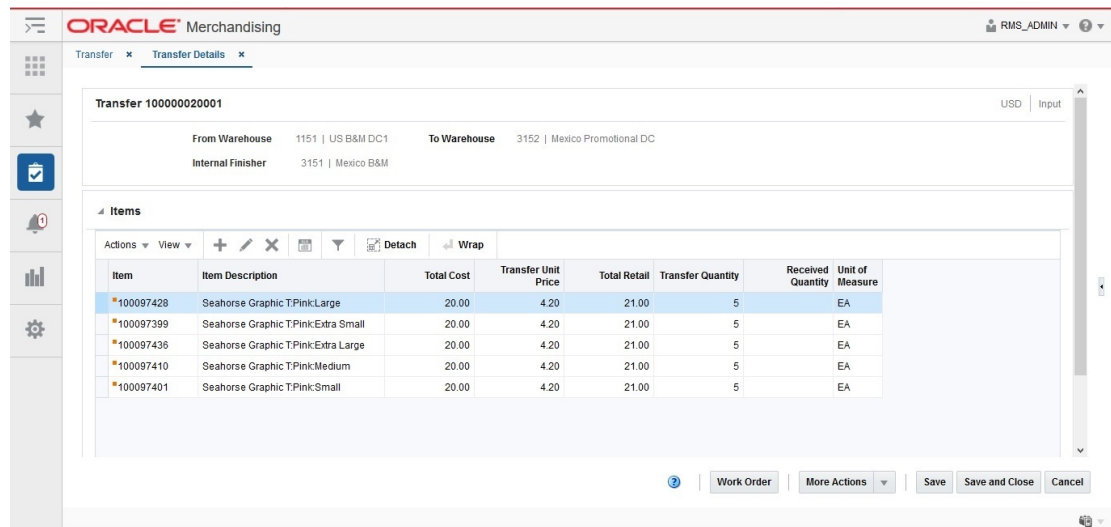 ORACLE® Merchandising RMS_ADMIN
Transfer Transfer Details
Transfer 100000020001 USD Input
From Warehouse 1151 | US B&M DC1 To Warehouse 3152 | Mexico Promotional DC
Internal Finisher 3151 | Mexico B&M
1
Items
Actions View Detach Wrap
Item Item Description Total Cost Transfer Unit Price Total Retail Transfer Quantity Received Quantity Unit of Measure
100097428 Seahorse Graphic T:Pink:Large 20.00 4.20 21.00 5 EA
100097399 Seahorse Graphic T:Pink:Extra Small 20.00 4.20 21.00 5 EA
100097436 Seahorse Graphic T:Pink:Extra Large 20.00 4.20 21.00 5 EA
100097410 Seahorse Graphic T:Pink:Medium 20.00 4.20 21.00 5 EA
100097401 Seahorse Graphic T:Pink:Small 20.00 4.20 21.00 5 EA
Work Order More Actions Save Save and Close Cancel